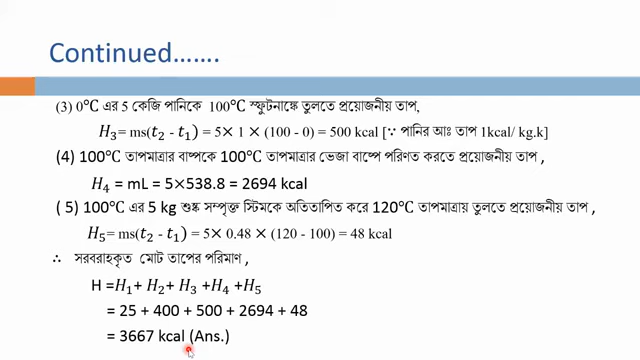 Continued…….
(3) 0℃ এর 5 কেজি পানিকে 100℃ স্ফুটনাঙ্কে তুলতে প্রয়োজনীয় তাপ,
H₃= ms(t₂ - t₁) = 5× 1 × (100 - 0) = 500 kcal [∵ পানির আঃ তাপ 1kcal/ kg.k]
(4) 100℃ তাপমাত্রার বাষ্পকে 100℃ তাপমাত্রার ভেজা বাষ্পে পরিণত করতে প্রয়োজনীয় তাপ ,
H₄ = mL = 5×538.8 = 2694 kcal
( 5) 100℃ এর 5 kg শুষ্ক সম্পৃক্ত স্টিমকে অতিতাপিত করে 120℃ তাপমাত্রায় তুলতে প্রয়োজনীয় তাপ ,
H₅= ms(t₂ - t₁) = 5× 0.48 × (120 - 100) = 48 kcal
∴ সরবরাহকৃত মোট তাপের পরিমাণ ,
H =H₁+ H₂+ H₃ +H₄ + H₅
= 25 + 400 + 500 + 2694 + 48
= 3667 kcal (Ans.)